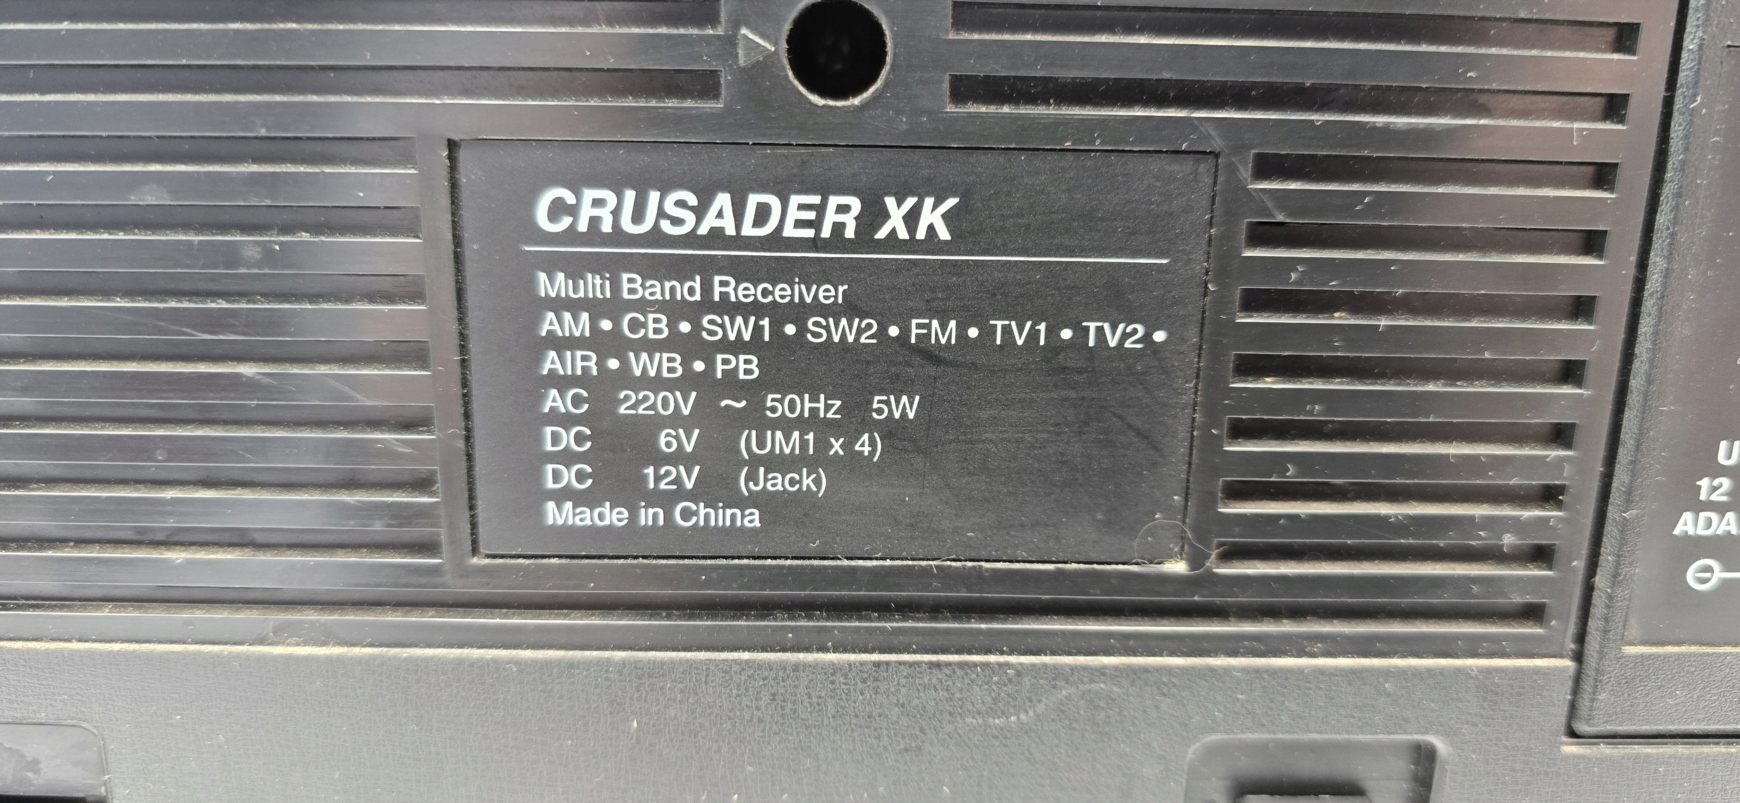 CRUSADER XK
Multi Band Receiver
AM • CB • SW1 • SW2 • FM • TV1 • TV2 •
AIR • WB • PB
AC 220V ~ 50Hz 5W
DC 6V (UM1 x 4)
DC 12V (Jack)
Made in China
12